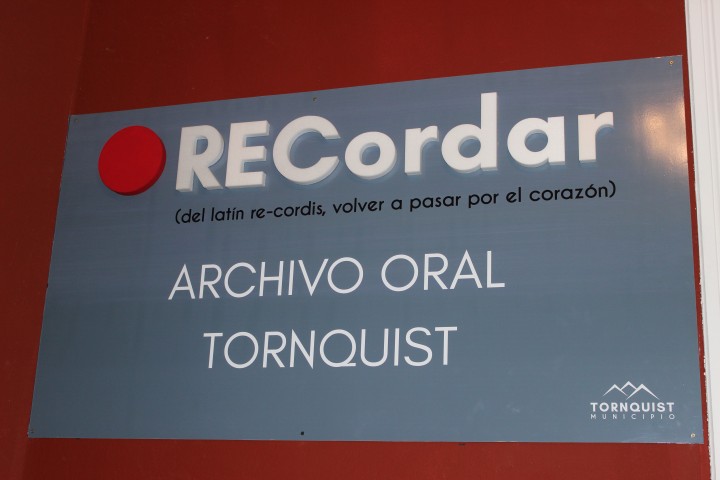 RECordar
(del latín re-cordis, volver a pasar por el corazón)
ARCHIVO ORAL
TORNQUIST
TORNQUIST
MUNICIPIO